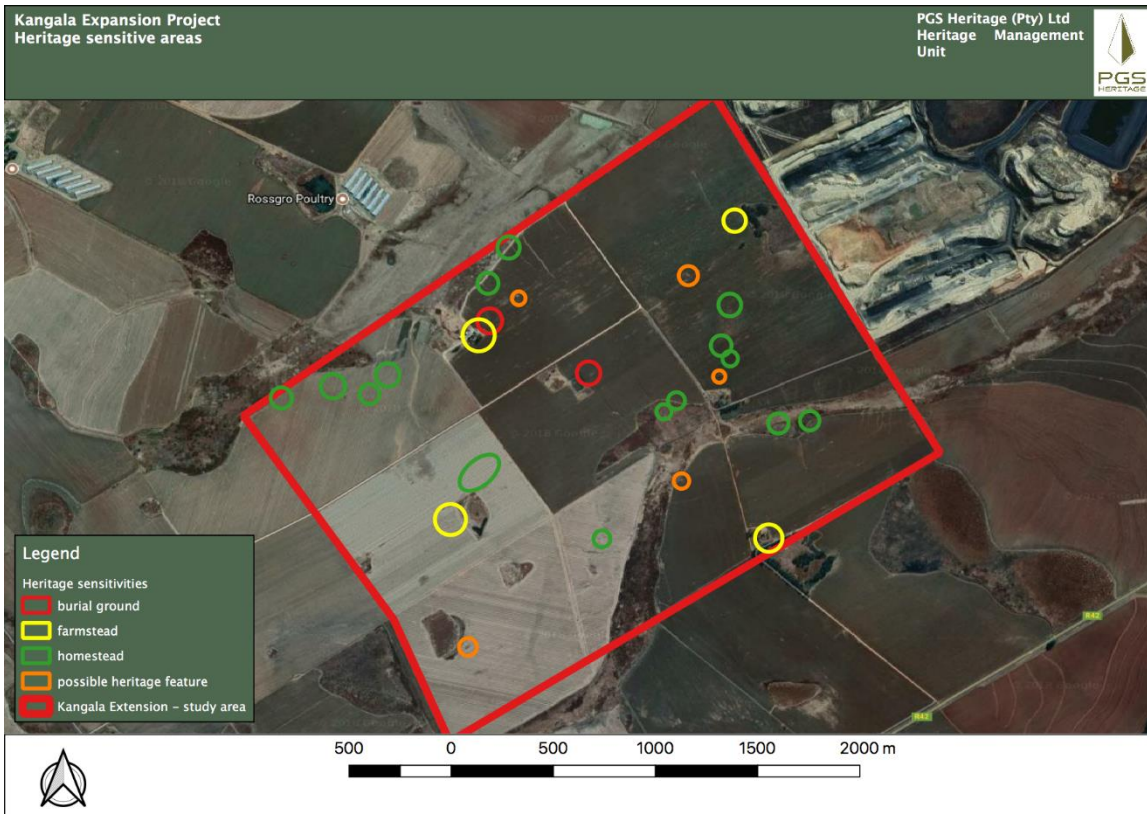 Kangala Expansion Project
Heritage sensitive areas
PGS Heritage (Pty) Ltd
Heritage Management
Unit
PGS
HERITAGE
Rossgro Poultry
R42
R42
Legend
Heritage sensitivities
burial ground
farmstead
homestead
possible heritage feature
Kangala Extension – study area
500 0 500 1000 1500 2000 m